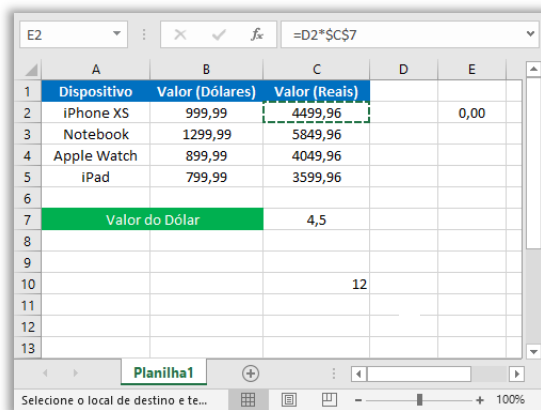 E2 fx =D2*$C$7
A B C D E
1 Dispositivo Valor (Dólares) Valor (Reais)
2 iPhone XS 999,99 4499,96 0,00
3 Notebook 1299,99 5849,96
4 Apple Watch 899,99 4049,96
5 iPad 799,99 3599,96
6
7 Valor do Dólar 4,5
8
9
10 12
11
12
13
Planilha1
Selecione o local de destino e te... 100%